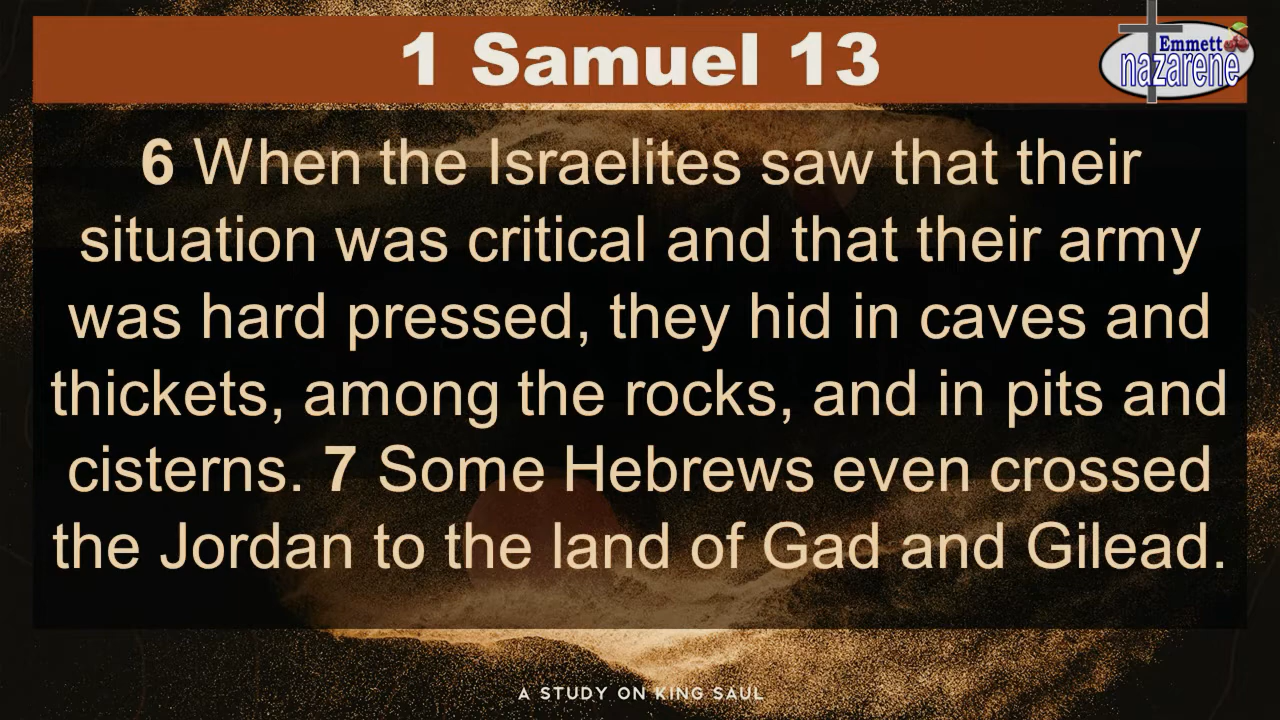 1 Samuel 13
Emmett
nazarene
6 When the Israelites saw that their
situation was critical and that their army
was hard pressed, they hid in caves and
thickets, among the rocks, and in pits and
cisterns. 7 Some Hebrews even crossed
the Jordan to the land of Gad and Gilead.
A STUDY ON KING SAUL